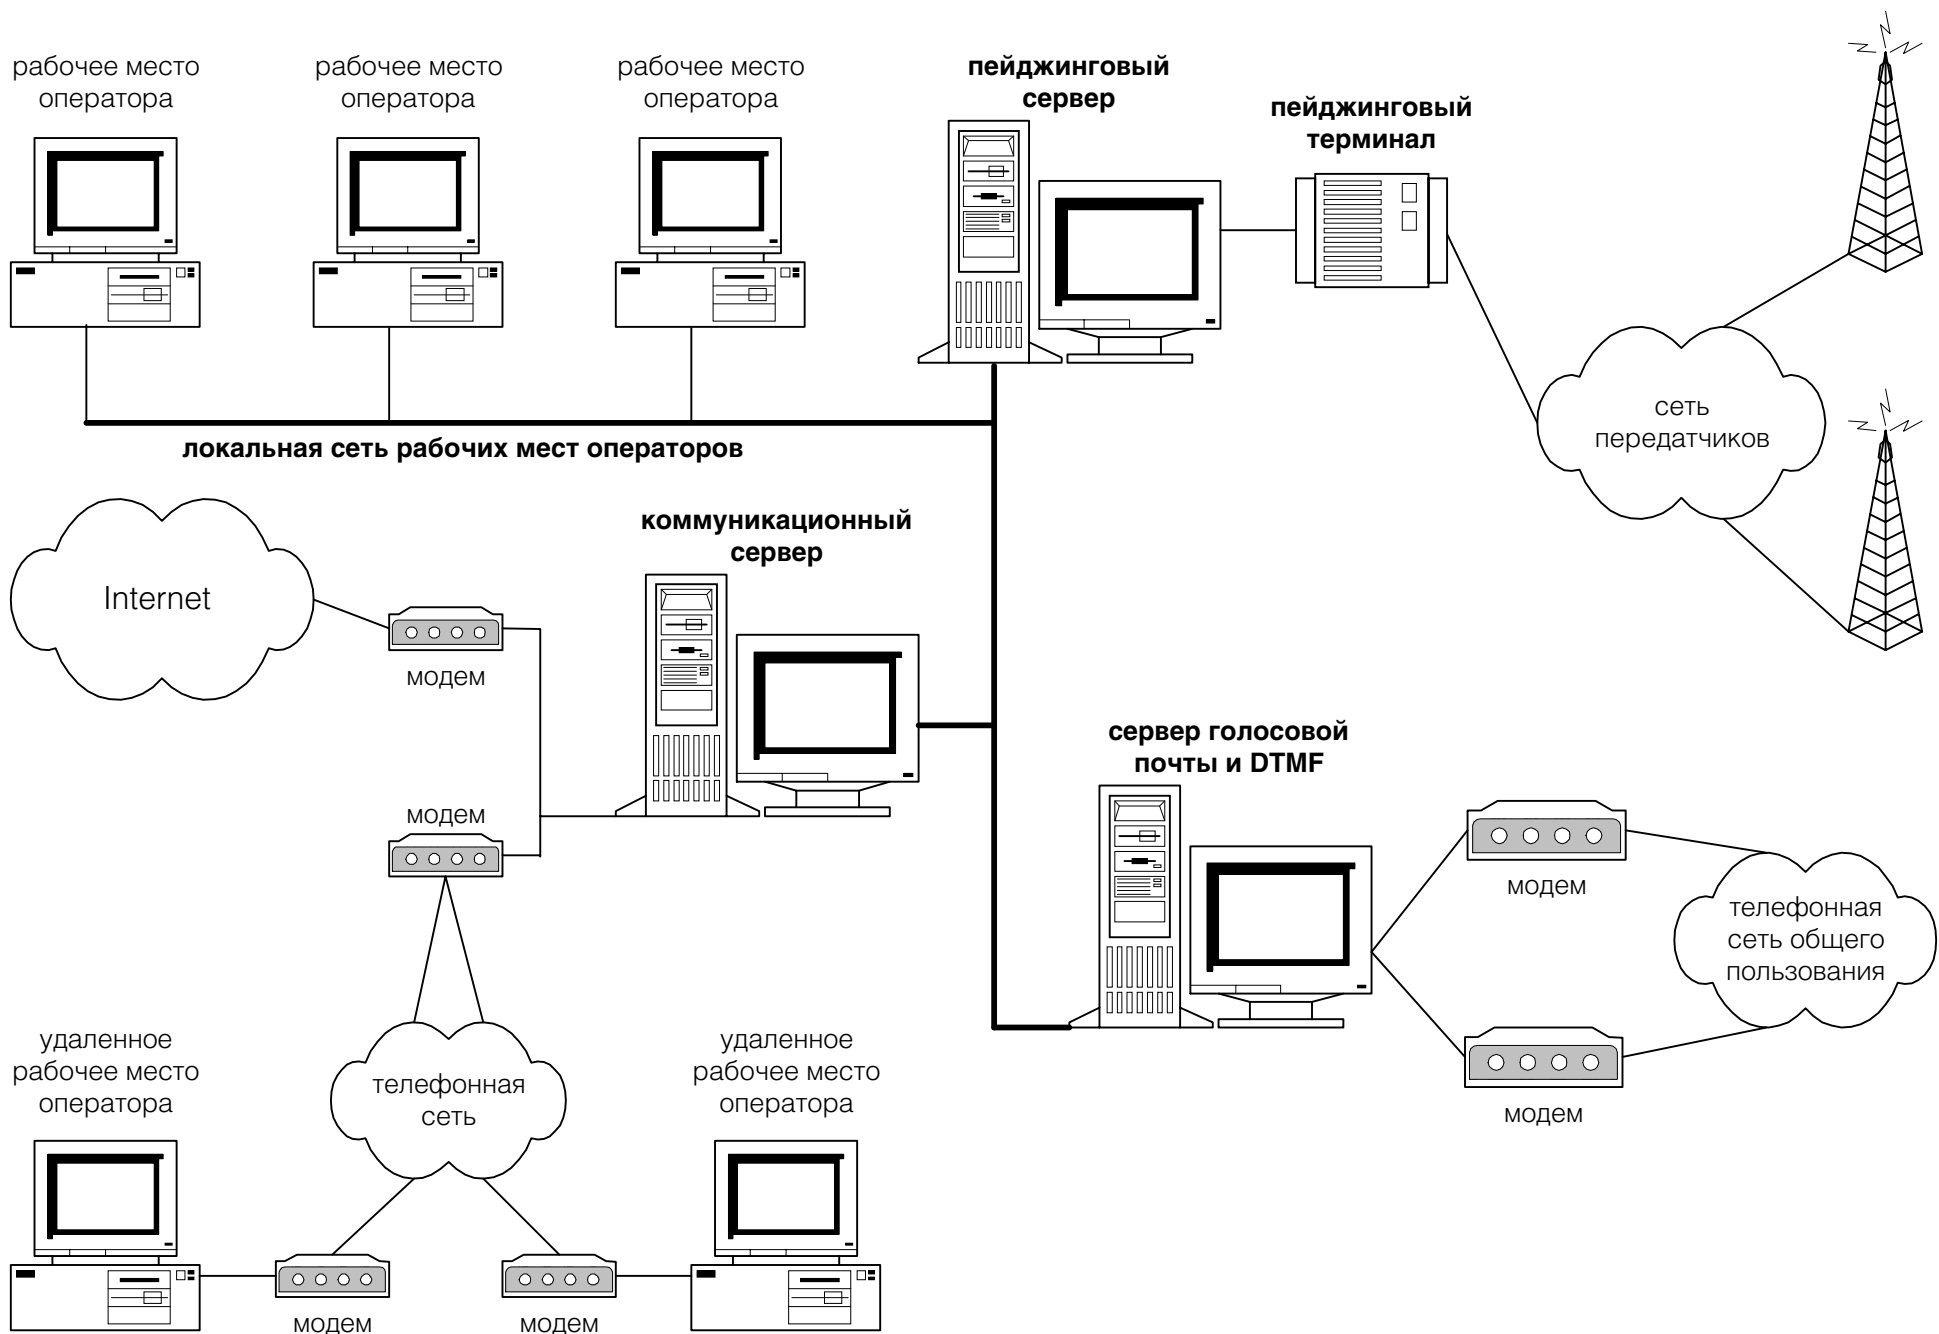 рабочее место
оператора
рабочее место
оператора
рабочее место
оператора
пейджинговый
сервер
пейджинговый
терминал
сеть
передатчиков
локальная сеть рабочих мест операторов
коммуникационный
сервер
Internet
модем
модем
сервер голосовой
почты и DTMF
модем
телефонная
сеть общего
пользования
модем
удаленное
рабочее место
оператора
телефонная
сеть
удаленное
рабочее место
оператора
модем
модем